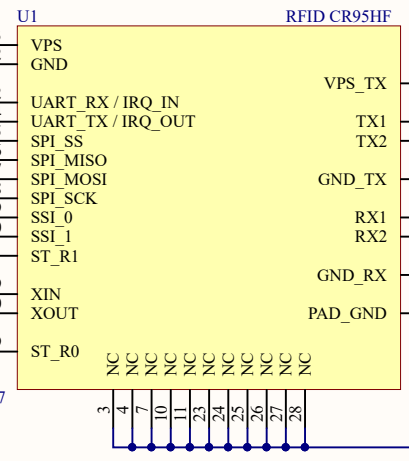 U1 RFID CR95HF
VPS
GND
VPS_TX
UART_RX / IRQ_IN
UART_TX / IRQ_OUT TX1
SPI_SS TX2
SPI_MISO
SPI_MOSI GND_TX
SPI_SCK
SSI_0 RX1
SSI_1 RX2
ST_R1
GND_RX
XIN
XOUT PAD_GND
ST_R0
NC NC NC NC NC NC NC NC NC NC NC
3 4 7 10 11 23 24 25 26 27 28